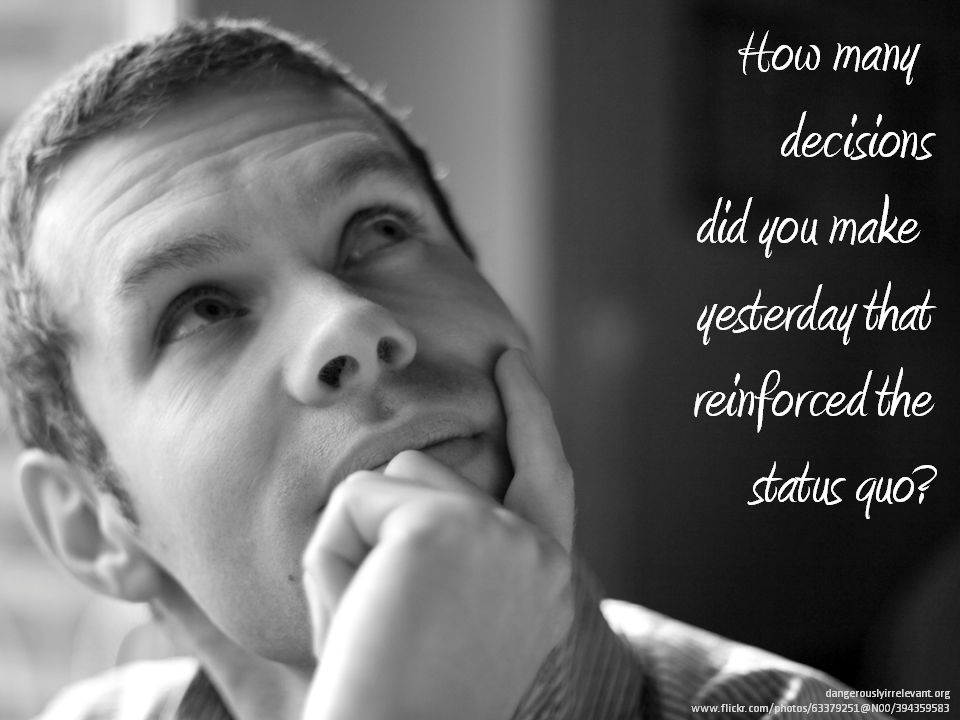 How many
decisions
did you make
yesterday that
reinforced the
status quo?
dangerouslyirrelevant.org
www.flickr.com/photos/63379251@N00/394359583